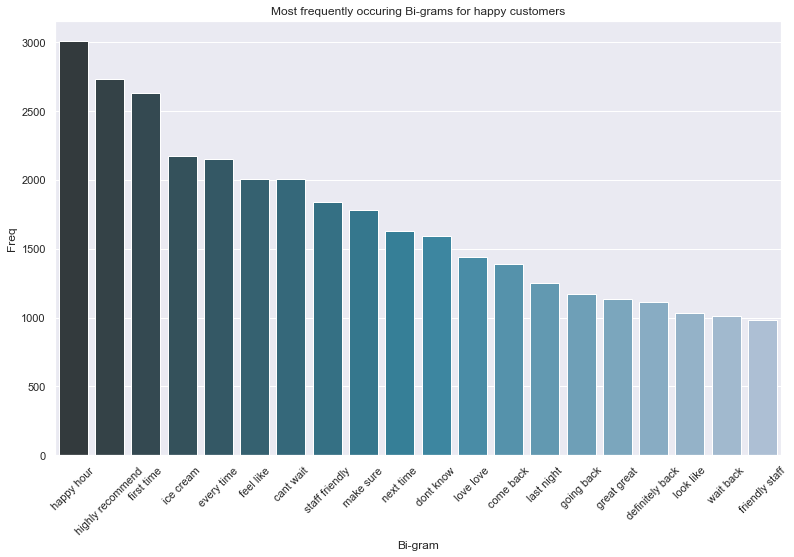 Most frequently occuring Bi-grams for happy customers
Freq
3000
2500
2000
1500
1000
500
0
happy hour
highly recommend
first time
ice cream
every time
feel like
cant wait
staff friendly
make sure
next time
dont know
love love
come back
last night
going back
great great
definitely back
look like
wait back
friendly staff
Bi-gram